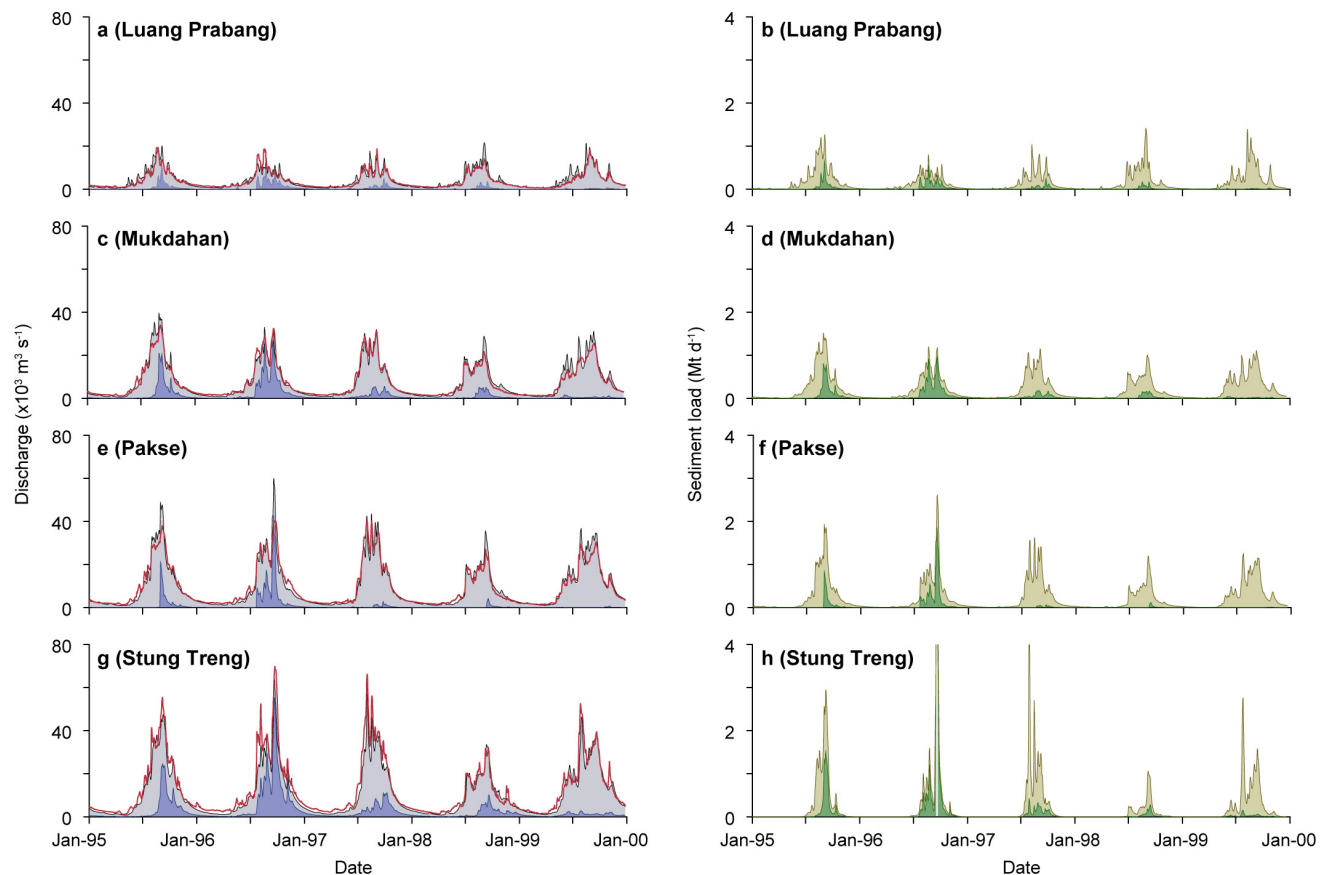 80
a (Luang Prabang)
40
20
0
4
b (Luang Prabang)
2
0
80
c (Mukdahan)
40
0
4
d (Mukdahan)
2
0
80
e (Pakse)
40
0
4
f (Pakse)
2
0
80
g (Stung Treng)
40
0
4
h (Stung Treng)
2
0
Discharge (x10³ m³ s⁻¹)
Sediment load (Mt d⁻¹)
Jan-95 Jan-96 Jan-97 Jan-98 Jan-99 Jan-00
Date
Jan-95 Jan-96 Jan-97 Jan-98 Jan-99 Jan-00
Date